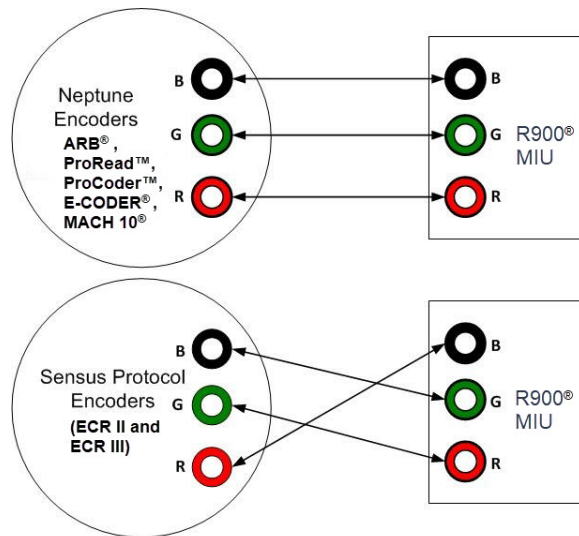 Neptune
Encoders
ARB®,
ProRead™,
ProCoder™,
E-CODER®,
MACH 10®
B
G
R
B
G
R
R900®
MIU
Sensus Protocol
Encoders
(ECR II and
ECR III)
B
G
R
B
G
R
R900®
MIU